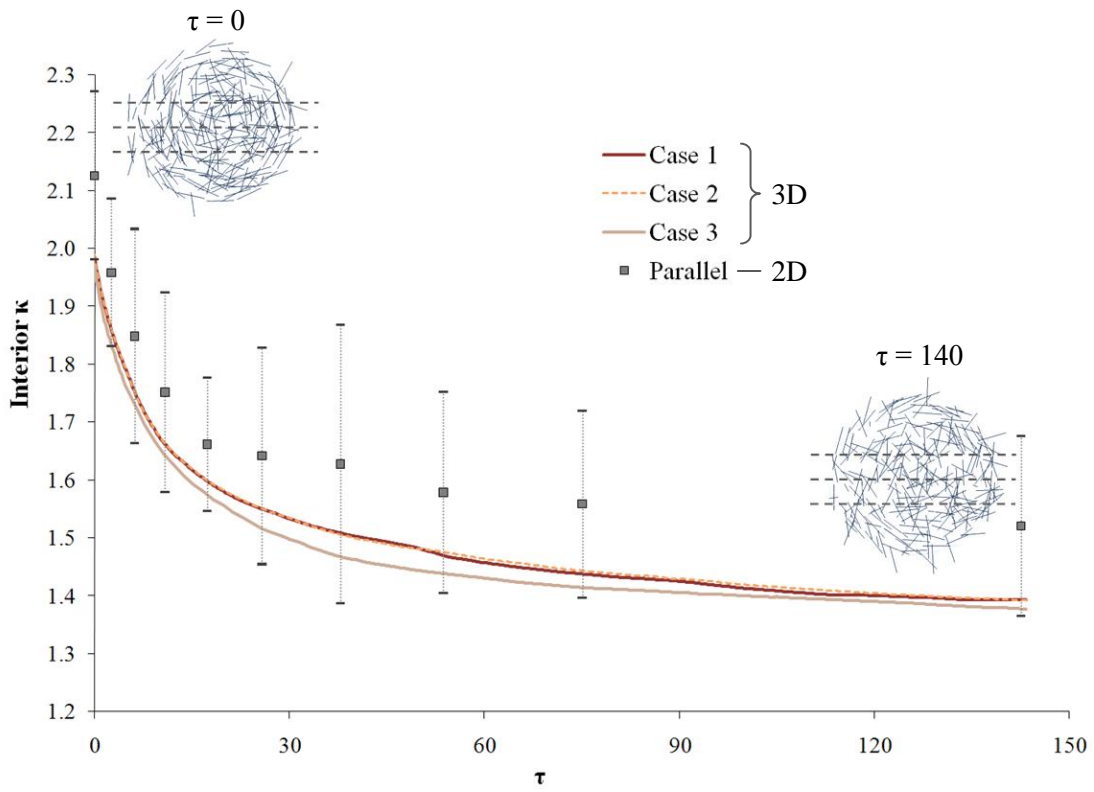 τ = 0
2.3
2.2
2.1
2.0
1.9
1.8
1.7
1.6
1.5
1.4
1.3
1.2
Interior κ
Case 1
Case 2
3D
Case 3
Parallel — 2D
τ = 140
0
30
60
90
120
150
τ